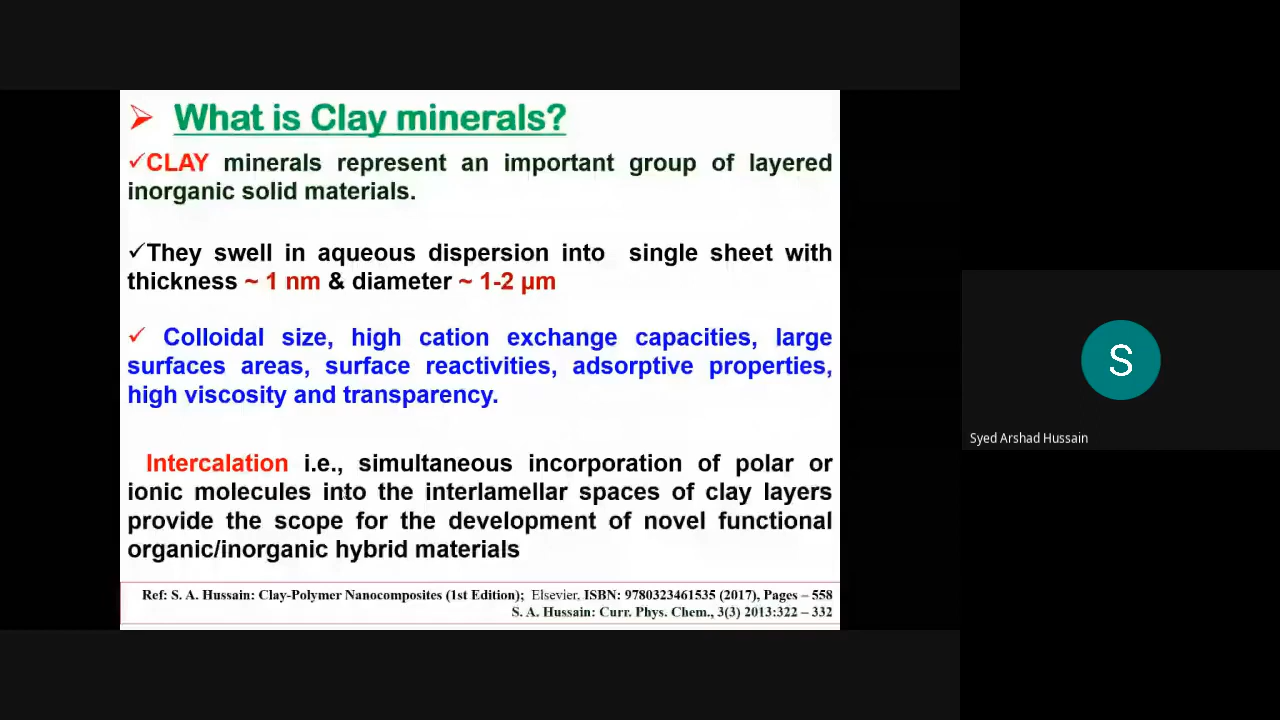 ➢ What is Clay minerals?
✓CLAY minerals represent an important group of layered
inorganic solid materials.
✓They swell in aqueous dispersion into single sheet with
thickness ~ 1 nm & diameter ~ 1-2 μm
✓ Colloidal size, high cation exchange capacities, large
surfaces areas, surface reactivities, adsorptive properties,
high viscosity and transparency.
Intercalation i.e., simultaneous incorporation of polar or
ionic molecules into the interlamellar spaces of clay layers
provide the scope for the development of novel functional
organic/inorganic hybrid materials
Ref: S. A. Hussain: Clay-Polymer Nanocomposites (1st Edition); Elsevier, ISBN: 9780323461535 (2017), Pages – 558
S. A. Hussain: Curr. Phys. Chem., 3(3) 2013:322 – 332
S
Syed Arshad Hussain